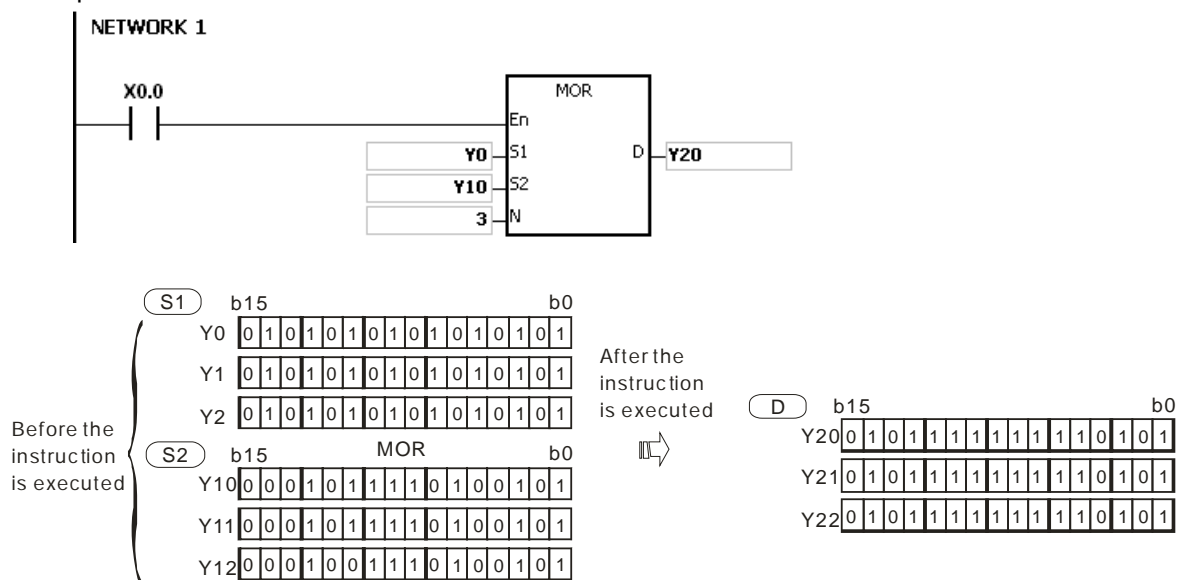 NETWORK 1
X0.0
MOR
En
Y0 S1 D Y20
Y10 S2
3 N
S1 b15 b0
Y0 0 1 0 1 0 1 0 1 0 1 0 1 0 1 0 1
Y1 0 1 0 1 0 1 0 1 0 1 0 1 0 1 0 1
Y2 0 1 0 1 0 1 0 1 0 1 0 1 0 1 0 1
Before the
instruction
is executed
S2 b15 MOR b0
Y10 0 0 0 1 0 1 1 1 1 0 1 0 0 1 0 1
Y11 0 0 0 1 0 1 1 1 1 0 1 0 0 1 0 1
Y12 0 0 0 1 0 0 1 1 1 0 1 0 0 1 0 1
After the
instruction
is executed
D b15 b0
Y20 0 1 0 1 1 1 1 1 1 1 1 1 0 1 0 1
Y21 0 1 0 1 1 1 1 1 1 1 1 1 0 1 0 1
Y22 0 1 0 1 1 1 1 1 1 1 1 1 0 1 0 1